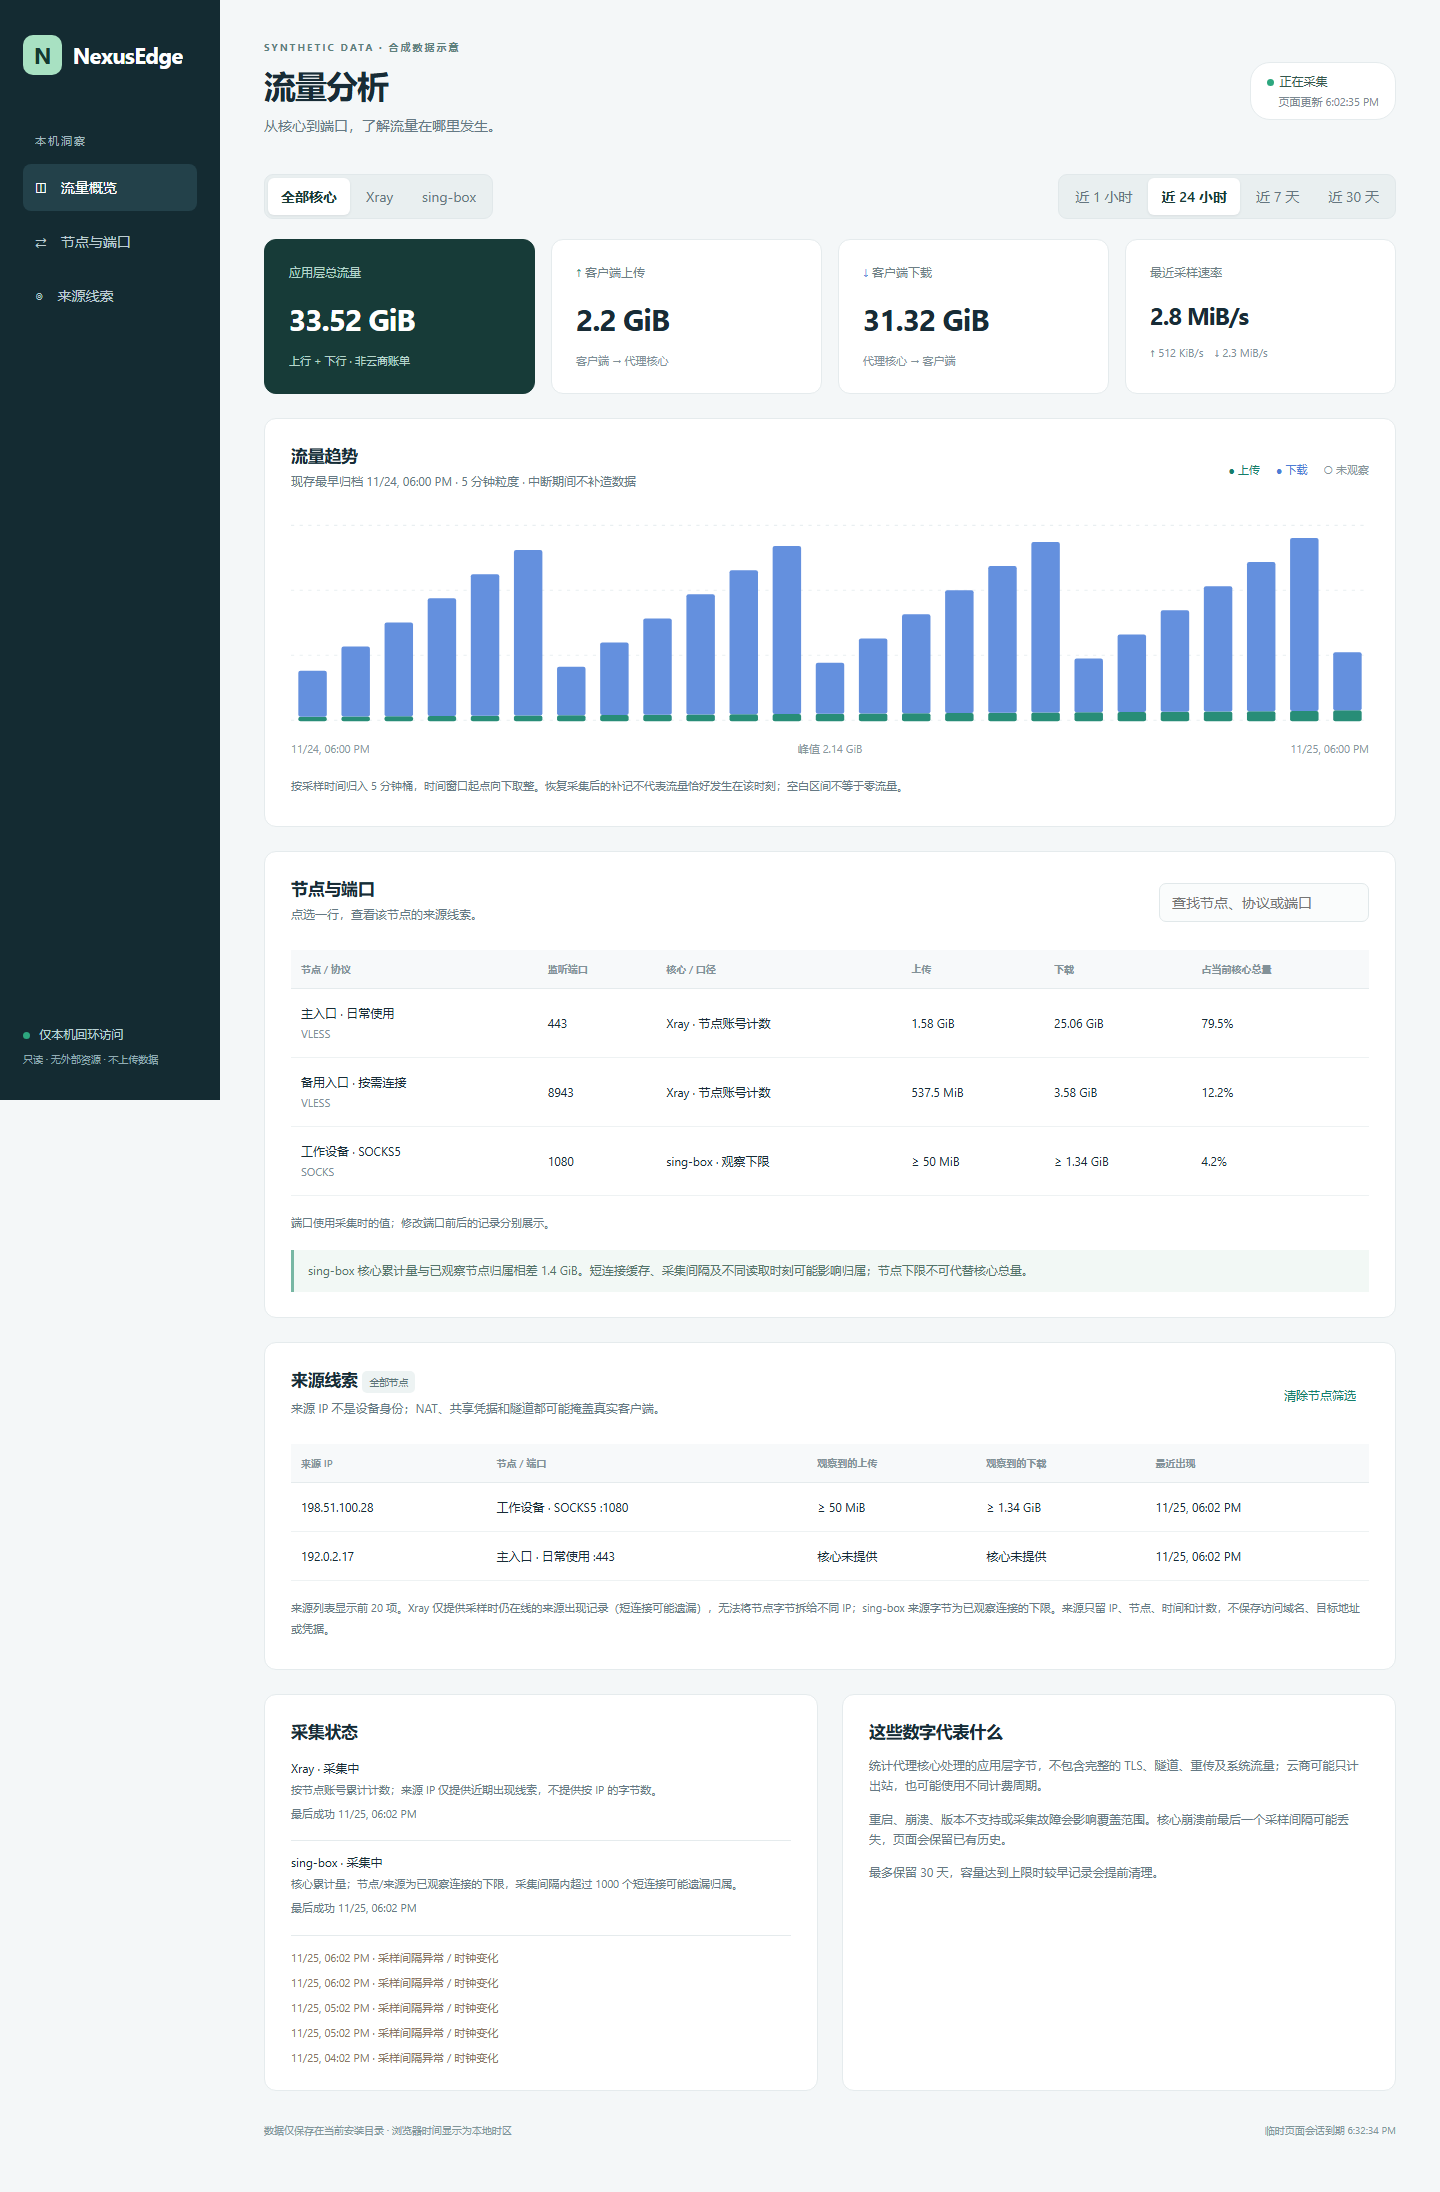 N NexusEdge
本机洞察
流量概览
节点与端口
来源线索
仅本机回环访问
只读 · 无外部资源 · 不上传数据
SYNTHETIC DATA · 合成数据示意
流量分析
从核心到端口，了解流量在哪里发生。
正在采集
页面更新 6:02:35 PM
全部核心 Xray sing-box
近 1 小时 近 24 小时 近 7 天 近 30 天
应用层总流量
33.52 GiB
上行 + 下行 · 非云商账单
↑ 客户端上传
2.2 GiB
客户端 → 代理核心
↓ 客户端下载
31.32 GiB
代理核心 → 客户端
最近采样速率
2.8 MiB/s
↑ 512 KiB/s ↓ 2.3 MiB/s
流量趋势
现存最早归档 11/24, 06:00 PM · 5 分钟粒度 · 中断期间不补造数据
● 上传 ● 下载 ○ 未观察
11/24, 06:00 PM 峰值 2.14 GiB 11/25, 06:00 PM
按采样时间归入 5 分钟桶，时间窗口起点向下取整。恢复采集后的补记不代表流量恰好发生在该时刻；空白区间不等于零流量。
节点与端口
点选一行，查看该节点的来源线索。
查找节点、协议或端口
节点 / 协议 监听端口 核心 / 口径 上传 下载 占当前核心总量
主入口 · 日常使用
VLESS
443 Xray · 节点账号计数 1.58 GiB 25.06 GiB 79.5%
备用入口 · 按需连接
VLESS
8943 Xray · 节点账号计数 537.5 MiB 3.58 GiB 12.2%
工作设备 · SOCKS5
SOCKS
1080 sing-box · 观察下限 ≥ 50 MiB ≥ 1.34 GiB 4.2%
端口使用采集时的值；修改端口前后的记录分别展示。
sing-box 核心累计量与已观察节点归属相差 1.4 GiB。短连接缓存、采集间隔及不同读取时刻可能影响归属；节点下限不可代替核心总量。
来源线索 全部节点
来源 IP 不是设备身份；NAT、共享凭据和隧道都可能掩盖真实客户端。
清除节点筛选
来源 IP 节点 / 端口 观察到的上传 观察到的下载 最近出现
198.51.100.28 工作设备 · SOCKS5 :1080 ≥ 50 MiB ≥ 1.34 GiB 11/25, 06:02 PM
192.0.2.17 主入口 · 日常使用 :443 核心未提供 核心未提供 11/25, 06:02 PM
来源列表显示前 20 项。Xray 仅提供采样时仍在线的来源出现记录（短连接可能遗漏），无法将节点字节拆给不同 IP；sing-box 来源字节为已观察连接的下限。来源只留 IP、节点、时间和计数，不保存访问域名、目标地址
或凭据。
采集状态
Xray · 采集中
按节点账号累计计数；来源 IP 仅提供近期出现线索，不提供按 IP 的字节数。
最后成功 11/25, 06:02 PM
sing-box · 采集中
核心累计量；节点/来源为已观察连接的下限，采集间隔内超过 1000 个短连接可能遗漏归属。
最后成功 11/25, 06:02 PM
11/25, 06:02 PM · 采样间隔异常 / 时钟变化
11/25, 06:02 PM · 采样间隔异常 / 时钟变化
11/25, 05:02 PM · 采样间隔异常 / 时钟变化
11/25, 05:02 PM · 采样间隔异常 / 时钟变化
11/25, 04:02 PM · 采样间隔异常 / 时钟变化
这些数字代表什么
统计代理核心处理的应用层字节，不包含完整的 TLS、隧道、重传及系统流量；云商可能只计
出站，也可能使用不同计费周期。
重启、崩溃、版本不支持或采集故障会影响覆盖范围。核心崩溃前最后一个采样间隔可能丢
失，页面会保留已有历史。
最多保留 30 天，容量达到上限时较早记录会提前清理。
数据仅保存在当前安装目录 · 浏览器时间显示为本地时区
临时页面会话到期 6:32:34 PM